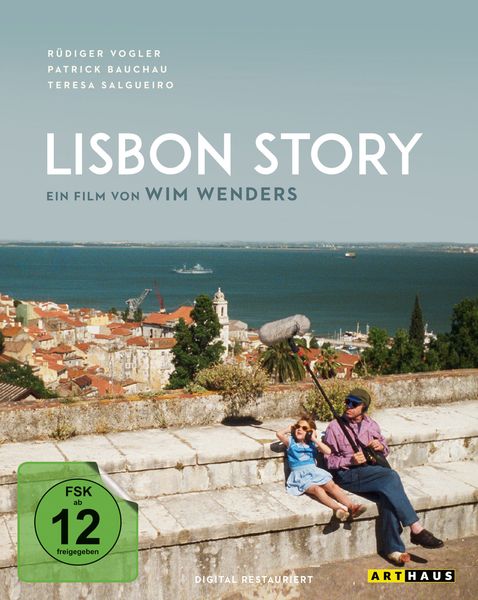 RÜDIGER VOGLER
PATRICK BAUCHAU
TERESA SALGUEIRO
LISBON STORY
EIN FILM VON WIM WENDERS
FSK
ab
12
freigegeben
DIGITAL RESTAURIERT
ARTHAUS